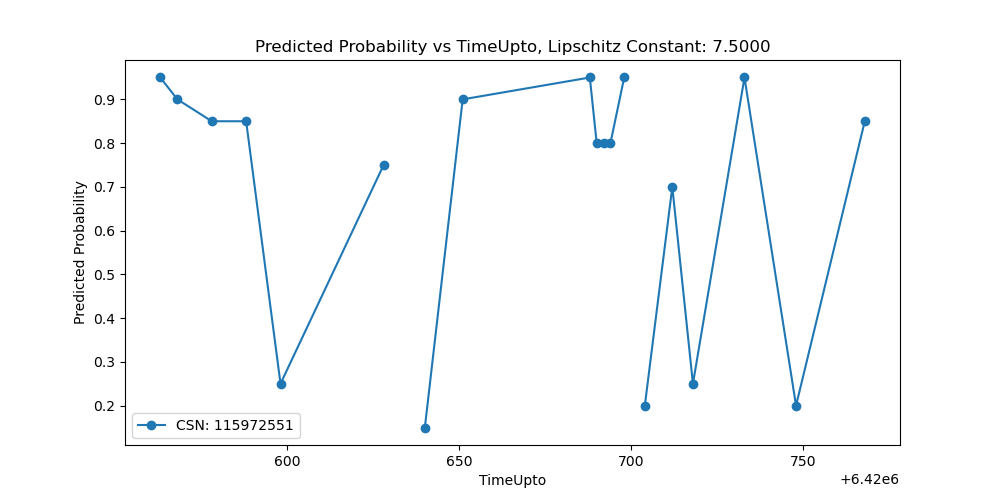 Predicted Probability vs TimeUpto, Lipschitz Constant: 7.5000
Predicted Probability
0.9
0.8
0.7
0.6
0.5
0.4
0.3
0.2
CSN: 115972551
600
650
700
750
+6.42e6
TimeUpto